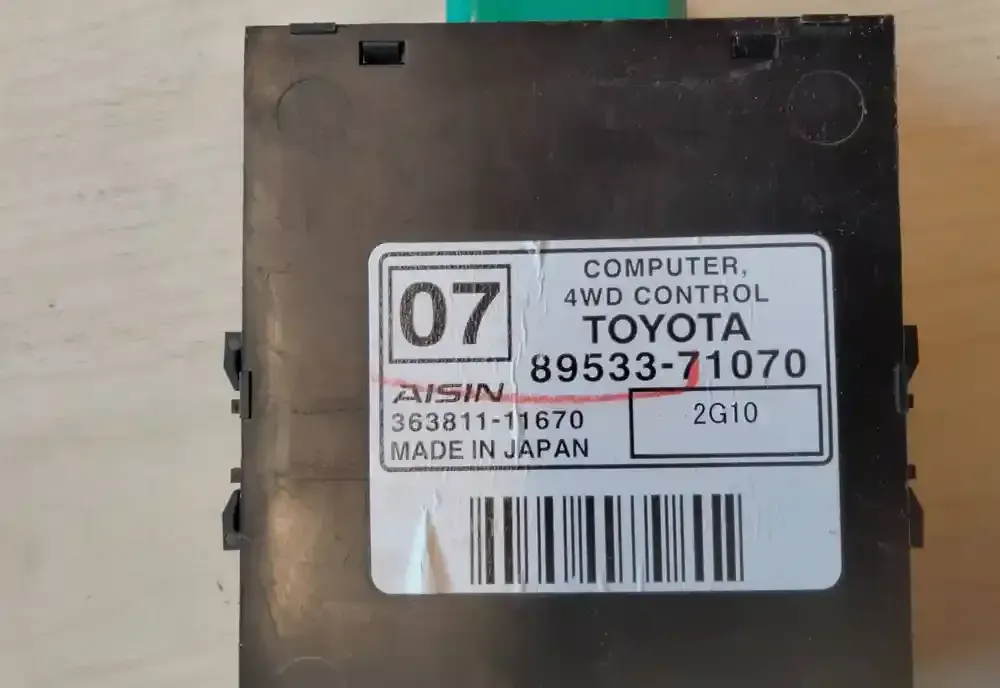 07
COMPUTER,
4WD CONTROL
TOYOTA
89533-71070
AISIN
363811-11670
2G10
MADE IN JAPAN